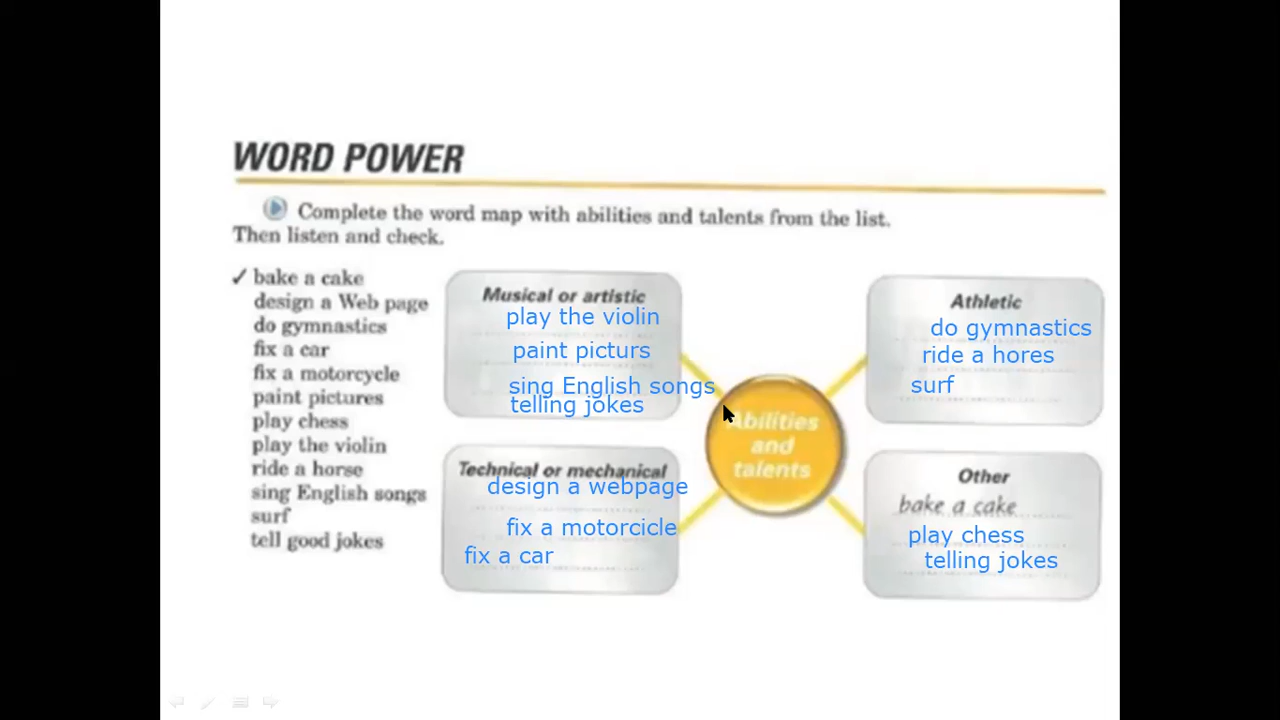 WORD POWER
Complete the word map with abilities and talents from the list.
Then listen and check.
✓ bake a cake
design a Web page
do gymnastics
fix a car
fix a motorcycle
paint pictures
play chess
play the violin
ride a horse
sing English songs
surf
tell good jokes
Musical or artistic
play the violin
paint picturs
sing English songs
telling jokes
Technical or mechanical
design a webpage
fix a motorcicle
fix a car
Abilities
and
talents
Athletic
do gymnastics
ride a hores
surf
Other
bake a cake
play chess
telling jokes